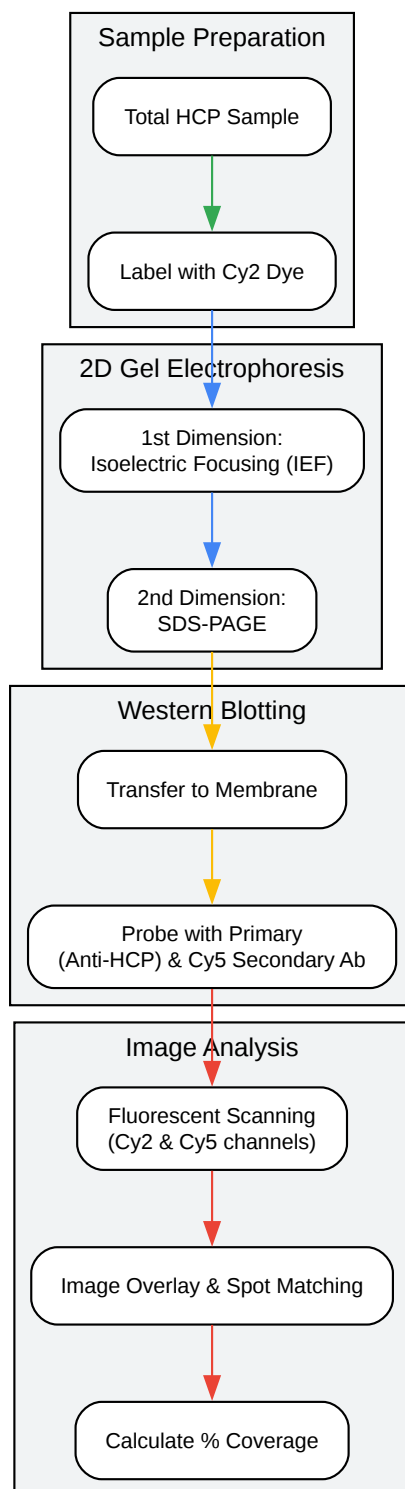 Sample Preparation
Total HCP Sample
Label with Cy2 Dye
2D Gel Electrophoresis
1st Dimension:
Isoelectric Focusing (IEF)
2nd Dimension:
SDS-PAGE
Western Blotting
Transfer to Membrane
Probe with Primary
(Anti-HCP) & Cy5 Secondary Ab
Image Analysis
Fluorescent Scanning
(Cy2 & Cy5 channels)
Image Overlay & Spot Matching
Calculate % Coverage